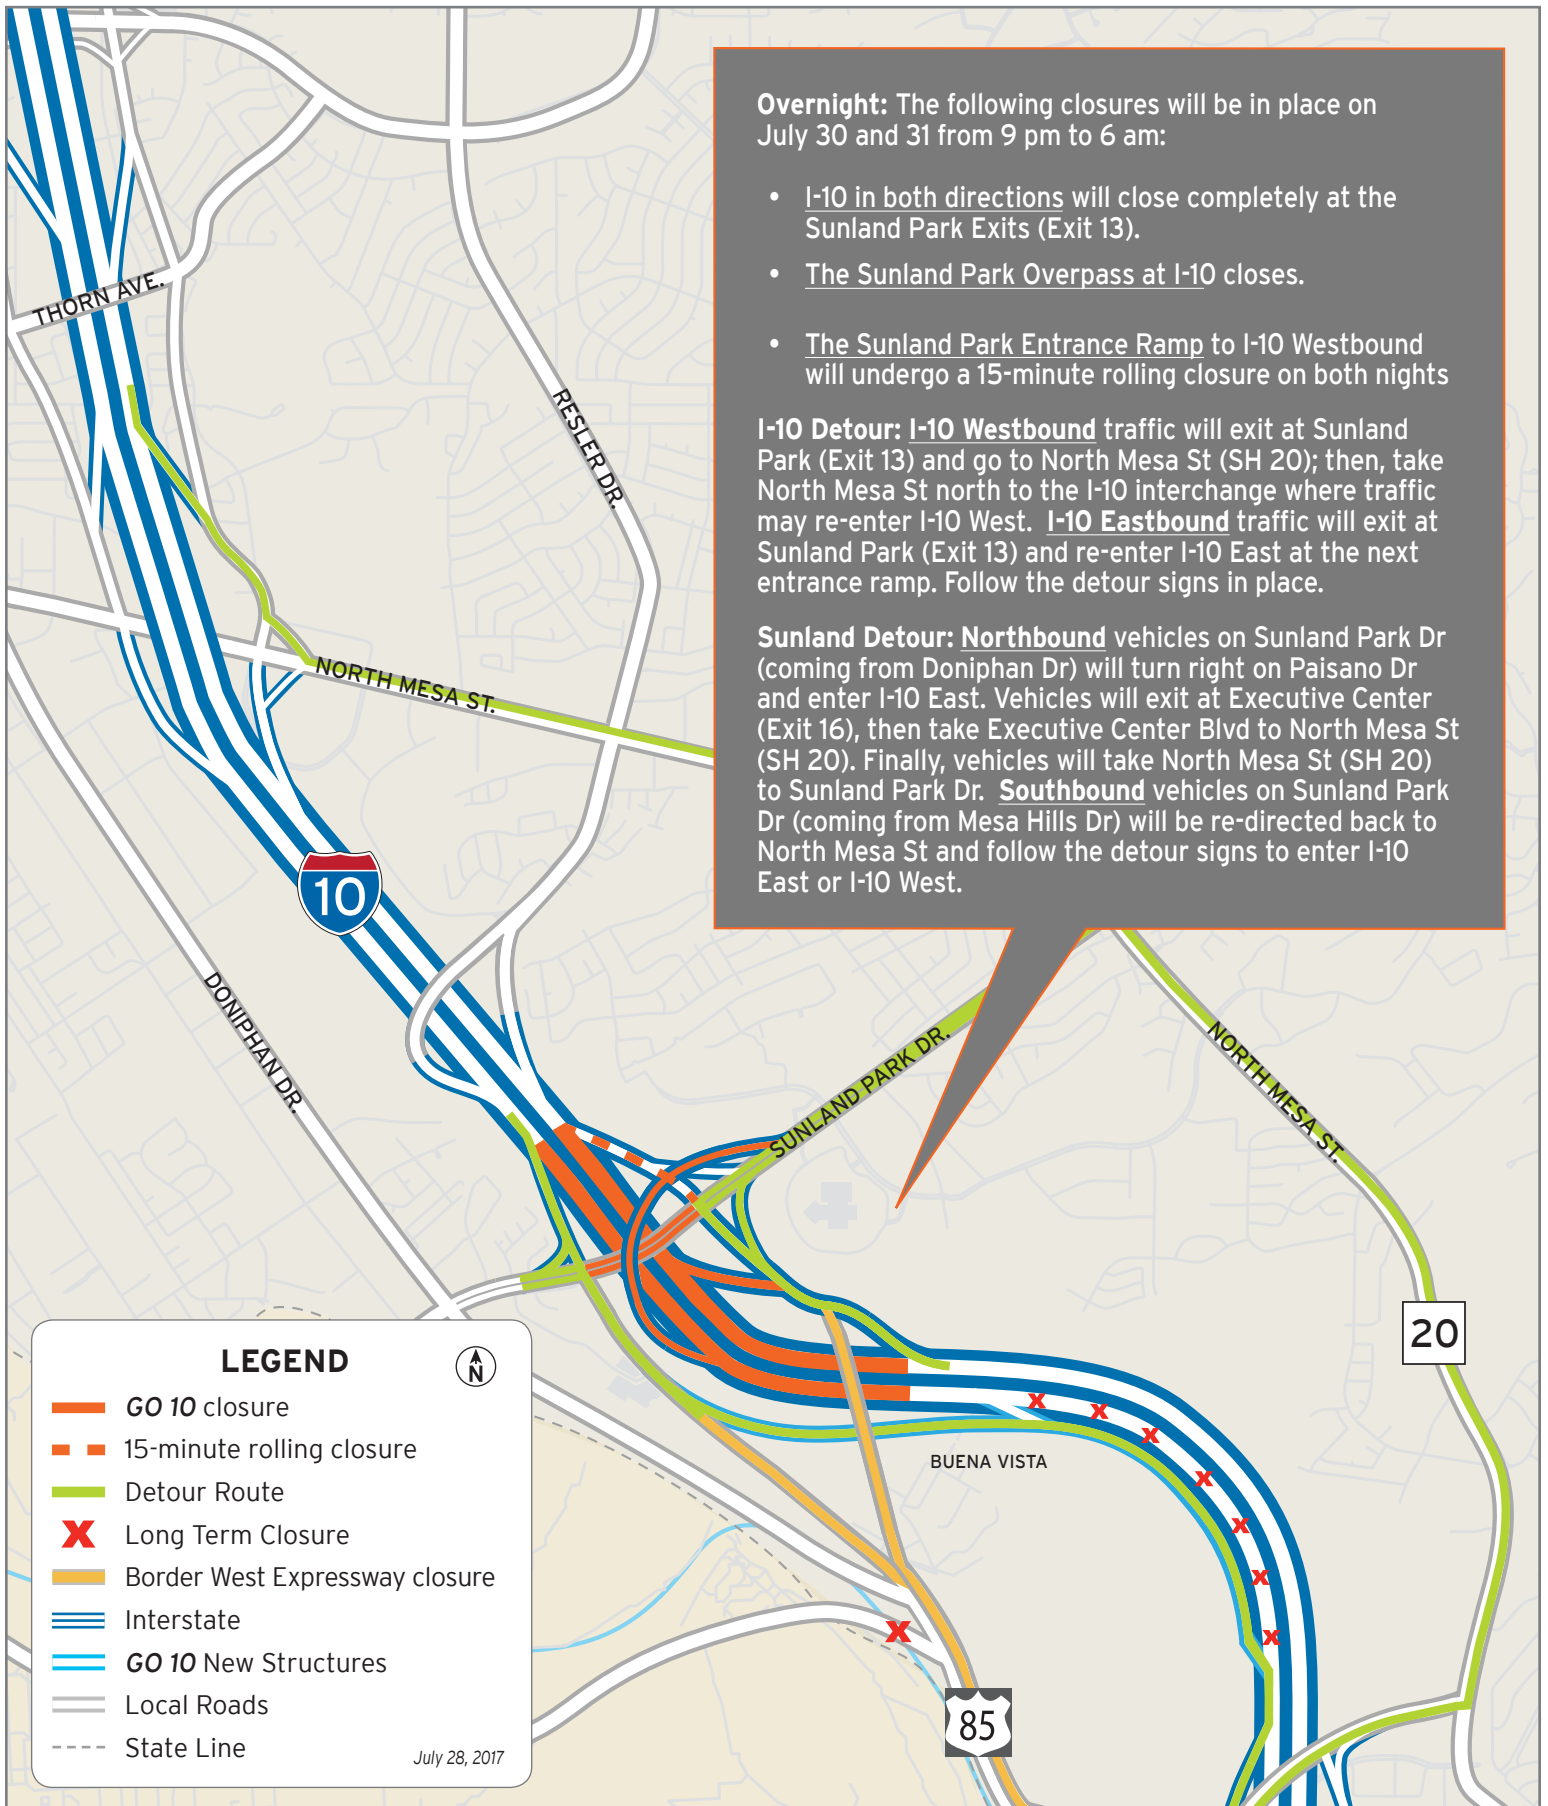 Overnight: The following closures will be in place on
July 30 and 31 from 9 pm to 6 am:
• I-10 in both directions will close completely at the
Sunland Park Exits (Exit 13).
• The Sunland Park Overpass at I-10 closes.
• The Sunland Park Entrance Ramp to I-10 Westbound
will undergo a 15-minute rolling closure on both nights
I-10 Detour: I-10 Westbound traffic will exit at Sunland
Park (Exit 13) and go to North Mesa St (SH 20); then, take
North Mesa St north to the I-10 interchange where traffic
may re-enter I-10 West. I-10 Eastbound traffic will exit at
Sunland Park (Exit 13) and re-enter I-10 East at the next
entrance ramp. Follow the detour signs in place.
Sunland Detour: Northbound vehicles on Sunland Park Dr
(coming from Doniphan Dr) will turn right on Paisano Dr
and enter I-10 East. Vehicles will exit at Executive Center
(Exit 16), then take Executive Center Blvd to North Mesa St
(SH 20). Finally, vehicles will take North Mesa St (SH 20)
to Sunland Park Dr. Southbound vehicles on Sunland Park
Dr (coming from Mesa Hills Dr) will be re-directed back to
North Mesa St and follow the detour signs to enter I-10
East or I-10 West.
THORN AVE.
RESLER DR.
NORTH MESA ST.
10
DONIPHAN DR.
SUNLAND PARK DR.
NORTH MESA ST.
20
BUENA VISTA
85
LEGEND
N
GO 10 closure
15-minute rolling closure
Detour Route
X Long Term Closure
Border West Expressway closure
Interstate
GO 10 New Structures
Local Roads
State Line
July 28, 2017